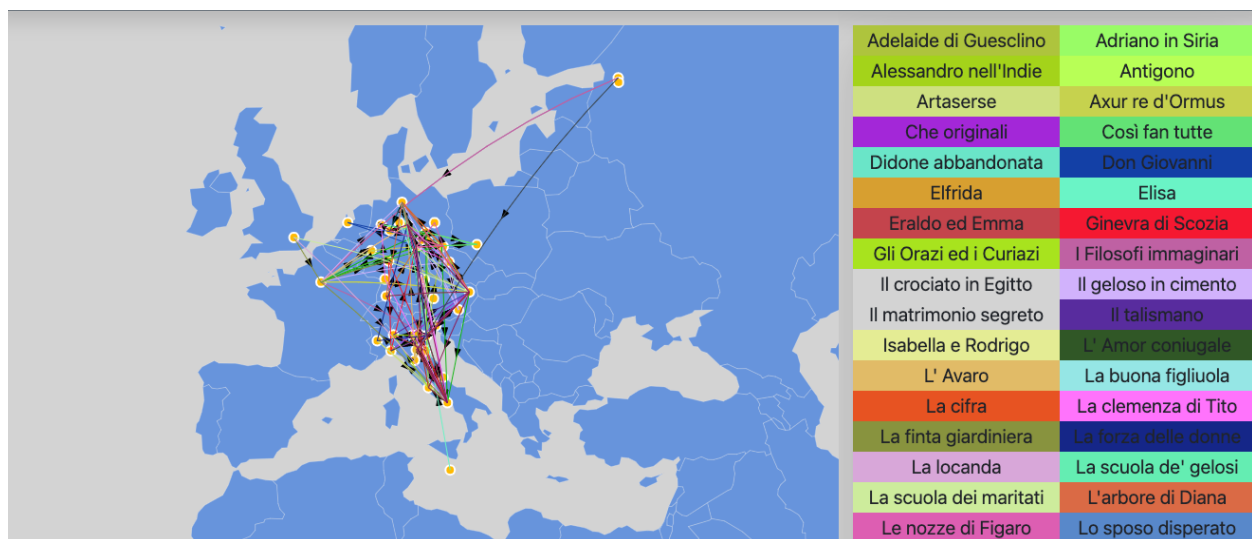 Adelaide di Guesclino
Adriano in Siria
Alessandro nell'Indie
Antigono
Artaserse
Axur re d'Ormus
Che originali
Così fan tutte
Didone abbandonata
Don Giovanni
Elfrida
Elisa
Eraldo ed Emma
Ginevra di Scozia
Gli Orazi ed i Curiazi
I Filosofi immaginari
Il crociato in Egitto
Il geloso in cimento
Il matrimonio segreto
Il talismano
Isabella e Rodrigo
L' Amor coniugale
L' Avaro
La buona figliuola
La cifra
La clemenza di Tito
La finta giardiniera
La forza delle donne
La locanda
La scuola de' gelosi
La scuola dei maritati
L'arbore di Diana
Le nozze di Figaro
Lo sposo disperato